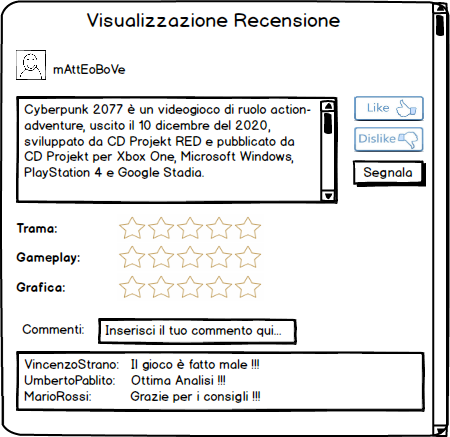 Visualizzazione Recensione
mAttEoBoVe
Cyberpunk 2077 è un videogioco di ruolo action-
adventure, uscito il 10 dicembre del 2020,
sviluppato da CD Projekt RED e pubblicato da
CD Projekt per Xbox One, Microsoft Windows,
PlayStation 4 e Google Stadia.
Like
Dislike
Segnala
Trama:
Gameplay:
Grafica:
Commenti: Inserisci il tuo commento qui...
VincenzoStrano: Il gioco è fatto male !!!
UmbertoPablito: Ottima Analisi !!!
MarioRossi: Grazie per i consigli !!!